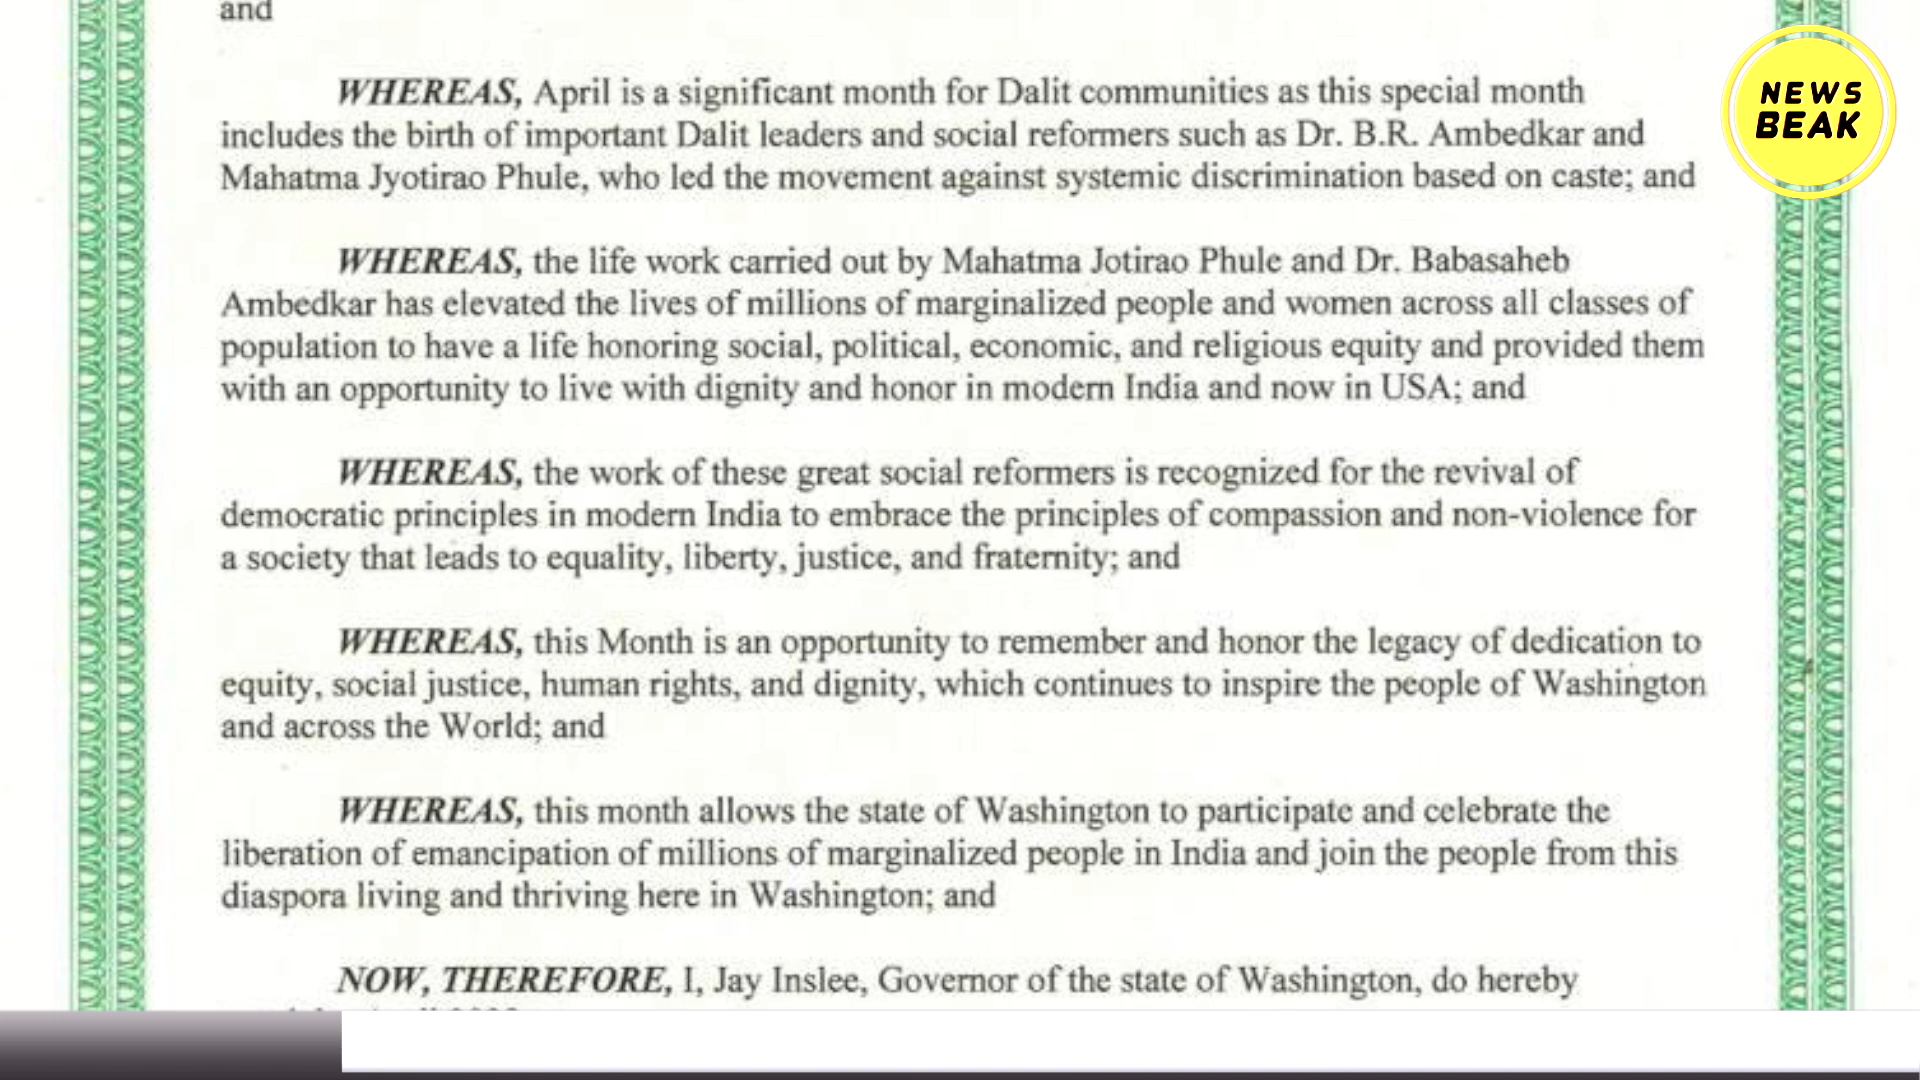 and
WHEREAS, April is a significant month for Dalit communities as this special month
includes the birth of important Dalit leaders and social reformers such as Dr. B.R. Ambedkar and
Mahatma Jyotirao Phule, who led the movement against systemic discrimination based on caste; and
WHEREAS, the life work carried out by Mahatma Jotirao Phule and Dr. Babasaheb
Ambedkar has elevated the lives of millions of marginalized people and women across all classes of
population to have a life honoring social, political, economic, and religious equity and provided them
with an opportunity to live with dignity and honor in modern India and now in USA; and
WHEREAS, the work of these great social reformers is recognized for the revival of
democratic principles in modern India to embrace the principles of compassion and non-violence for
a society that leads to equality, liberty, justice, and fraternity; and
WHEREAS, this Month is an opportunity to remember and honor the legacy of dedication to
equity, social justice, human rights, and dignity, which continues to inspire the people of Washington
and across the World; and
WHEREAS, this month allows the state of Washington to participate and celebrate the
liberation of emancipation of millions of marginalized people in India and join the people from this
diaspora living and thriving here in Washington; and
NOW, THEREFORE, I, Jay Inslee, Governor of the state of Washington, do hereby
NEWS
BEAK